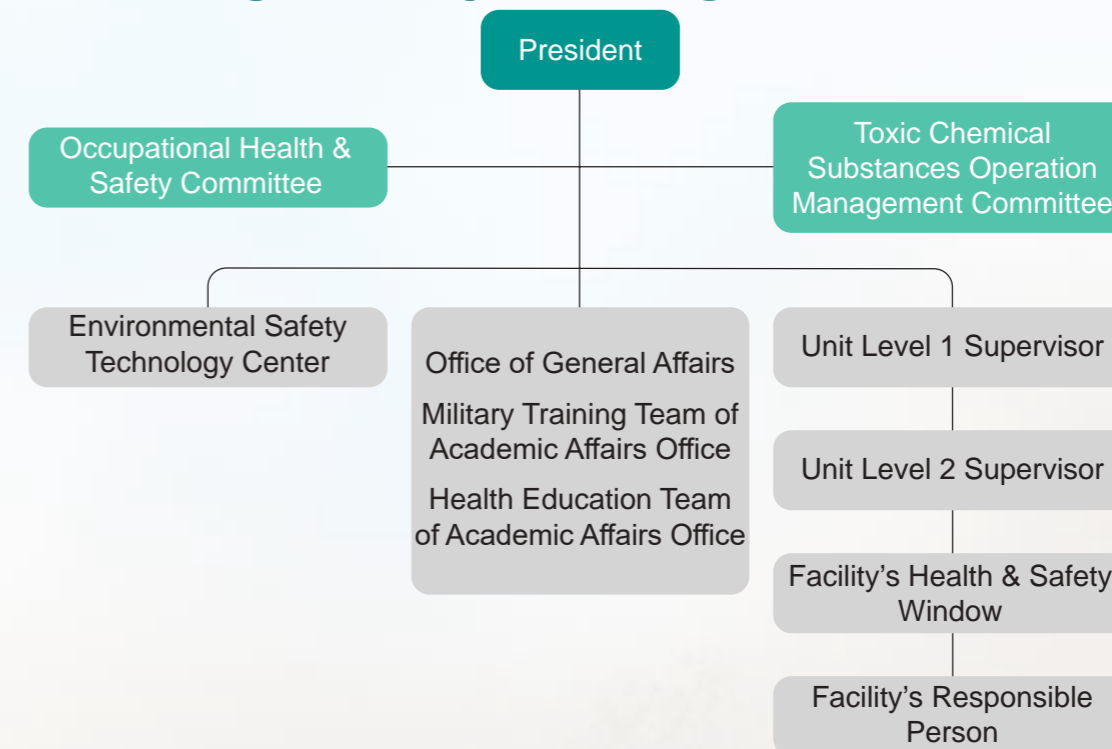 President
Occupational Health &
Safety Committee
Toxic Chemical
Substances Operation
Management Committee
Environmental Safety
Technology Center
Office of General Affairs
Military Training Team of
Academic Affairs Office
Health Education Team
of Academic Affairs Office
Unit Level 1 Supervisor
Unit Level 2 Supervisor
Facility’s Health & Safety
Window
Facility’s Responsible
Person